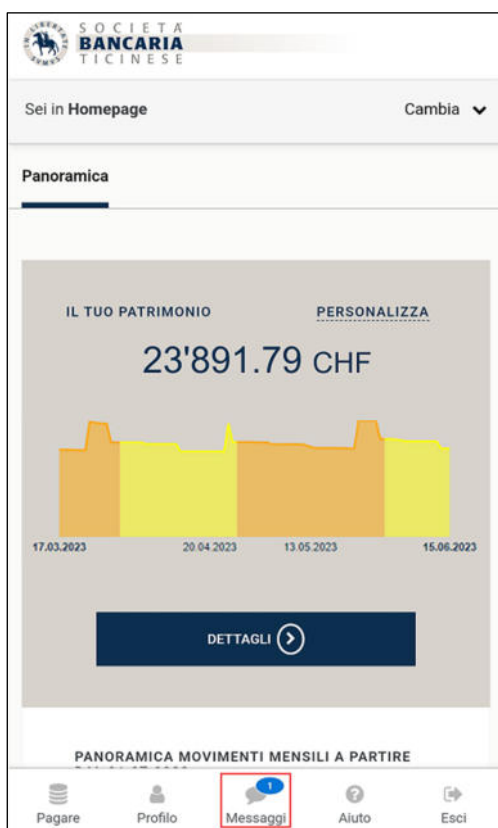 SOCIETÀ
BANCARIA
TICINESE
Sei in Homepage
Cambia
Panoramica
IL TUO PATRIMONIO
PERSONALIZZA
23'891.79 CHF
17.03.2023
20.04.2023
13.05.2023
15.06.2023
DETTAGLI
PANORAMICA MOVIMENTI MENSILI A PARTIRE
1
Pagare
Profilo
Messaggi
Aiuto
Esci